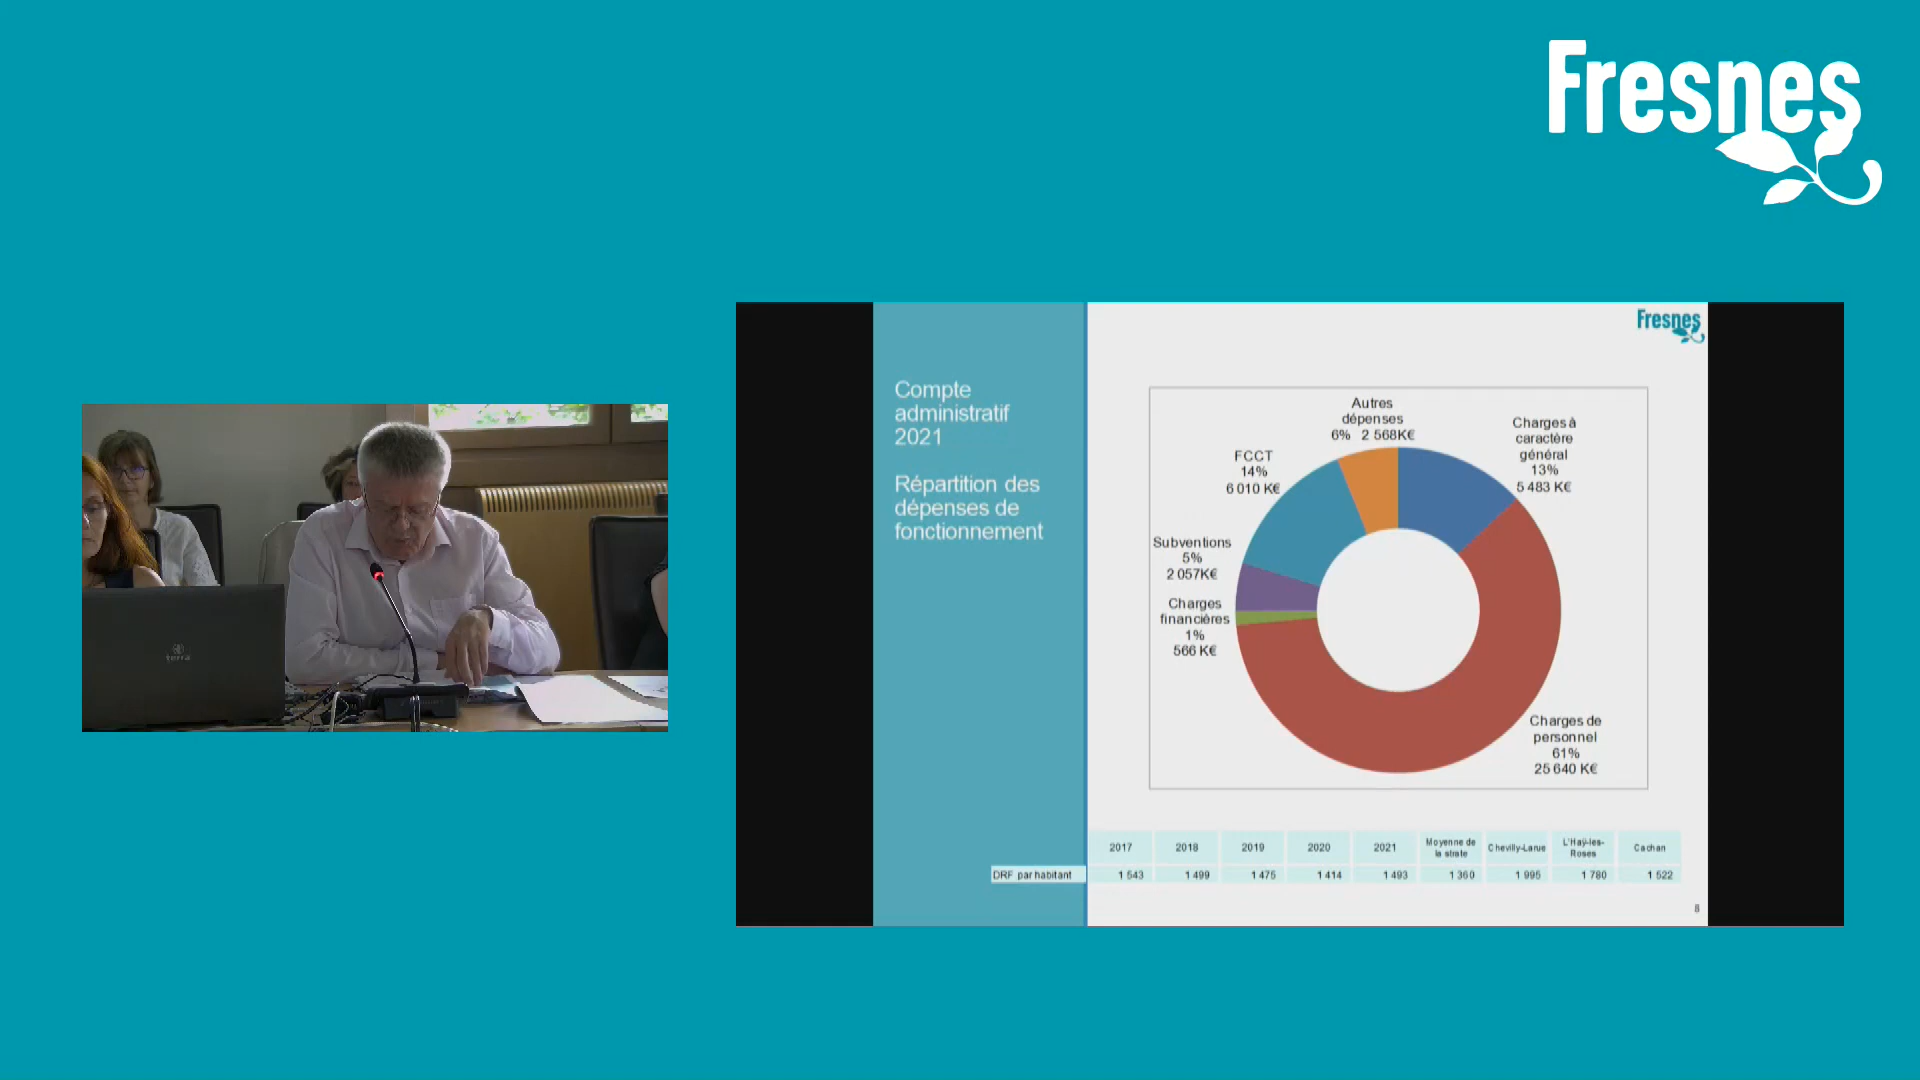 Fresnes
terra
Fresnes
Compte
administratif
2021
Répartition des
dépenses de
fonctionnement
Autres
dépenses
6% 2 568K€
Charges à
caractére
général
13%
5 483 K€
FCCT
14%
6 010 K€
Subventions
5%
2 057K€
Charges
financières
1%
566 K€
Charges de
personnel
61%
25 640 K€
2017 2018 2019 2020 2021 Moyenne de la strate Chevilly-Larue L'Haÿ-les-Roses Cachan
DRF par habitant 1 543 1 499 1 475 1 414 1 493 1 360 1 995 1 780 1 522
8